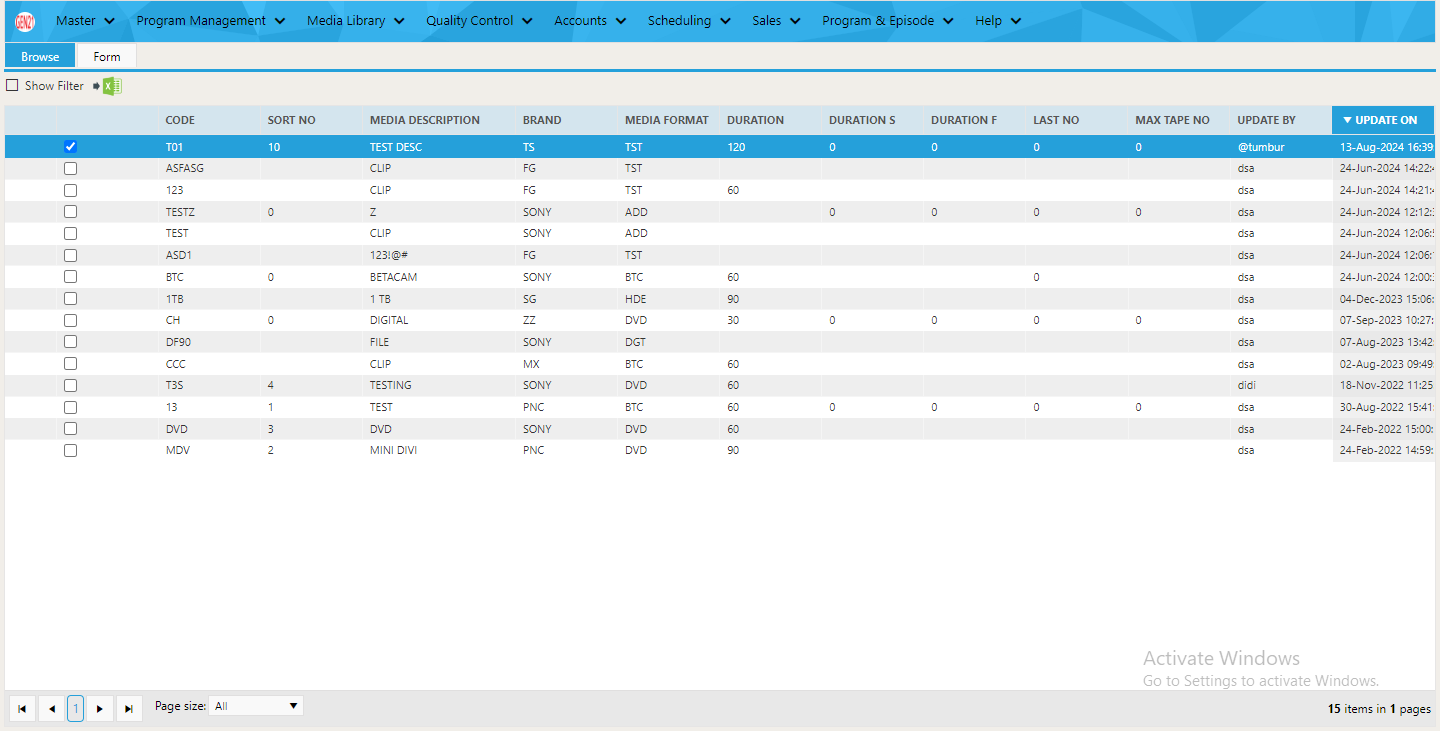 GEN21 Master Program Management Media Library Quality Control Accounts Scheduling Sales Program & Episode Help
Browse Form
Show Filter
CODE SORT NO MEDIA DESCRIPTION BRAND MEDIA FORMAT DURATION DURATION S DURATION F LAST NO MAX TAPE NO UPDATE BY UPDATE ON
T01 10 TEST DESC TS TST 120 0 0 0 0 @tumbur 13-Aug-2024 16:39:
ASFASG CLIP FG TST dsa 24-Jun-2024 14:22:
123 CLIP FG TST 60 dsa 24-Jun-2024 14:21:
TESTZ 0 Z SONY ADD 0 0 0 0 dsa 24-Jun-2024 12:12:
TEST CLIP SONY ADD dsa 24-Jun-2024 12:06:
ASD1 123!@# FG TST dsa 24-Jun-2024 12:06:
BTC 0 BETACAM SONY BTC 60 0 dsa 24-Jun-2024 12:00:
1TB 1 TB SG HDE 90 dsa 04-Dec-2023 15:06:
CH 0 DIGITAL ZZ DVD 30 0 0 0 0 dsa 07-Sep-2023 10:27:
DF90 FILE SONY DGT dsa 07-Aug-2023 13:42:
CCC CLIP MX BTC 60 dsa 02-Aug-2023 09:49:
T3S 4 TESTING SONY DVD 60 didi 18-Nov-2022 11:25
13 1 TEST PNC BTC 60 0 0 0 0 dsa 30-Aug-2022 15:41:
DVD 3 DVD SONY DVD 60 dsa 24-Feb-2022 15:00:
MDV 2 MINI DIVI PNC DVD 90 dsa 24-Feb-2022 14:59:
Activate Windows
Go to Settings to activate Windows.
1 Page size: All 15 items in 1 pages